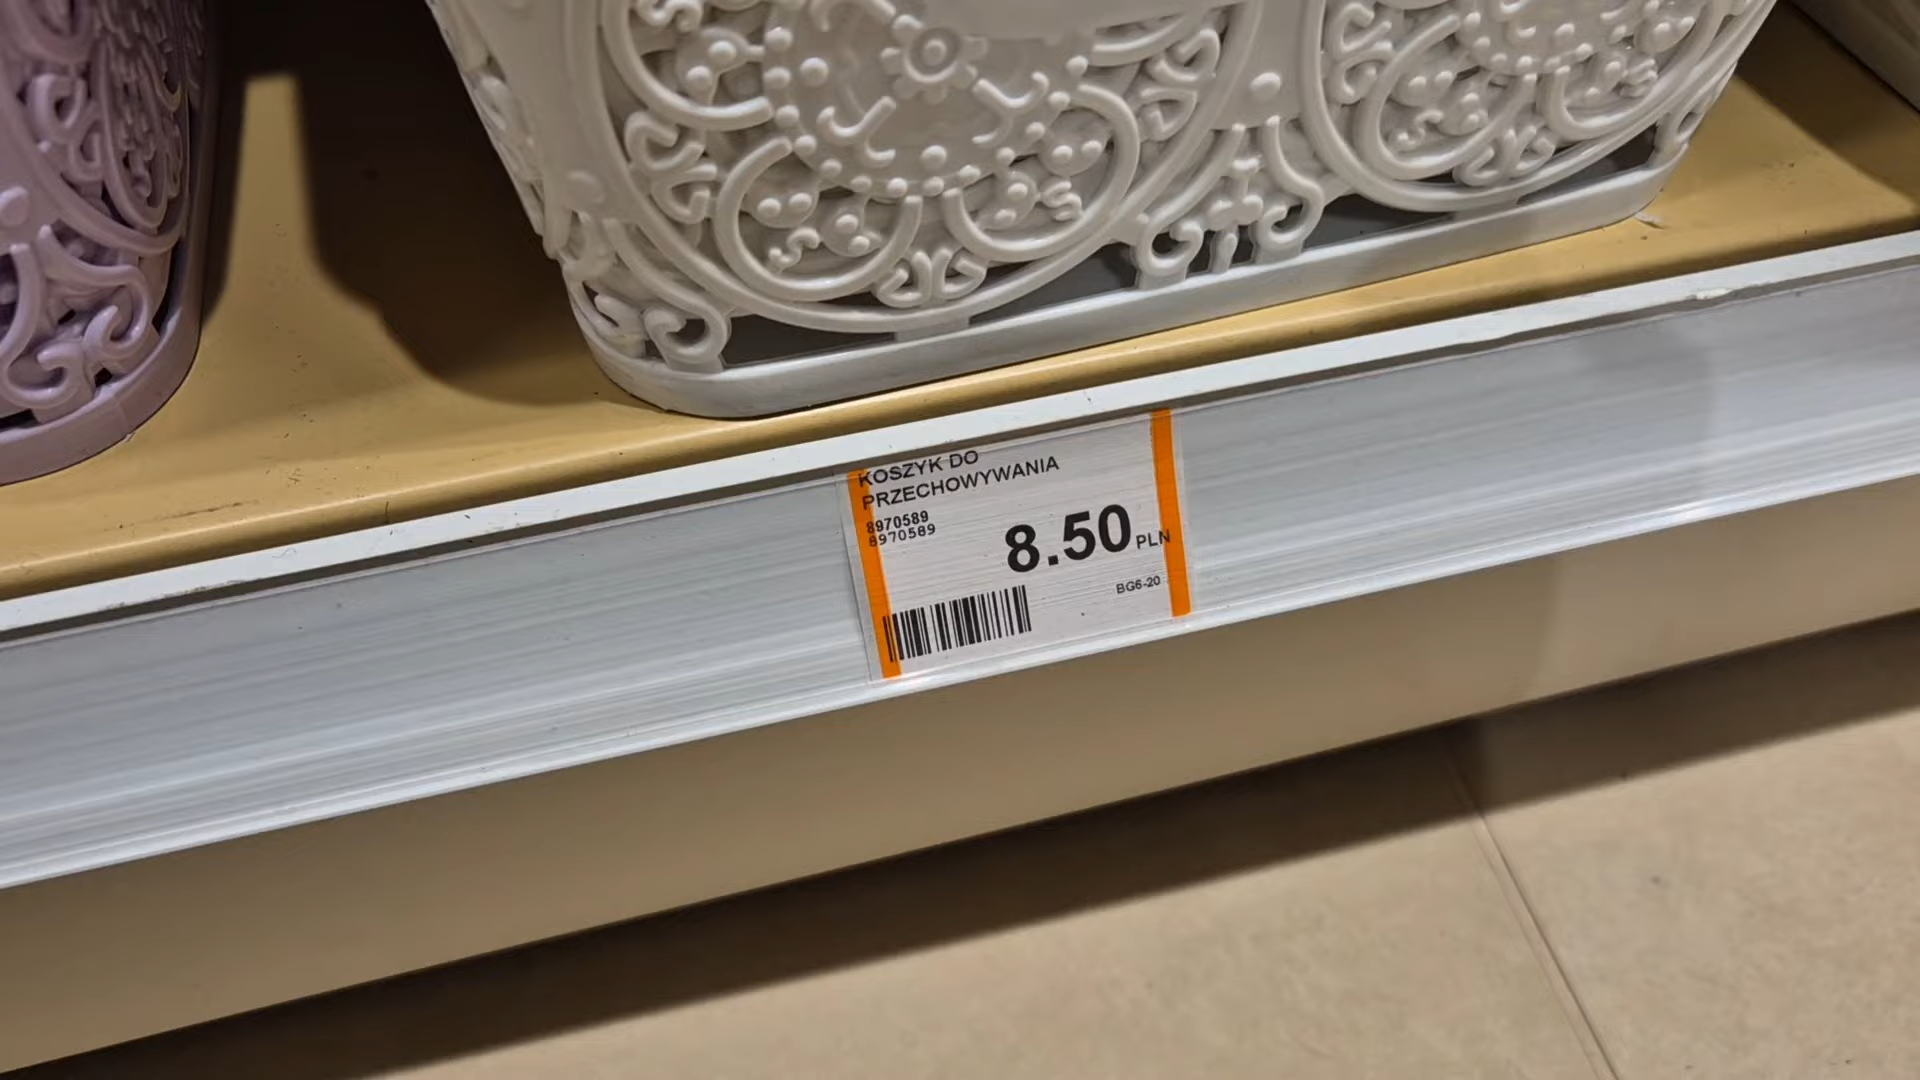 KOSZYK DO
PRZECHOWYWANIA
8970589
8970589
8.50 PLN
BG6-20